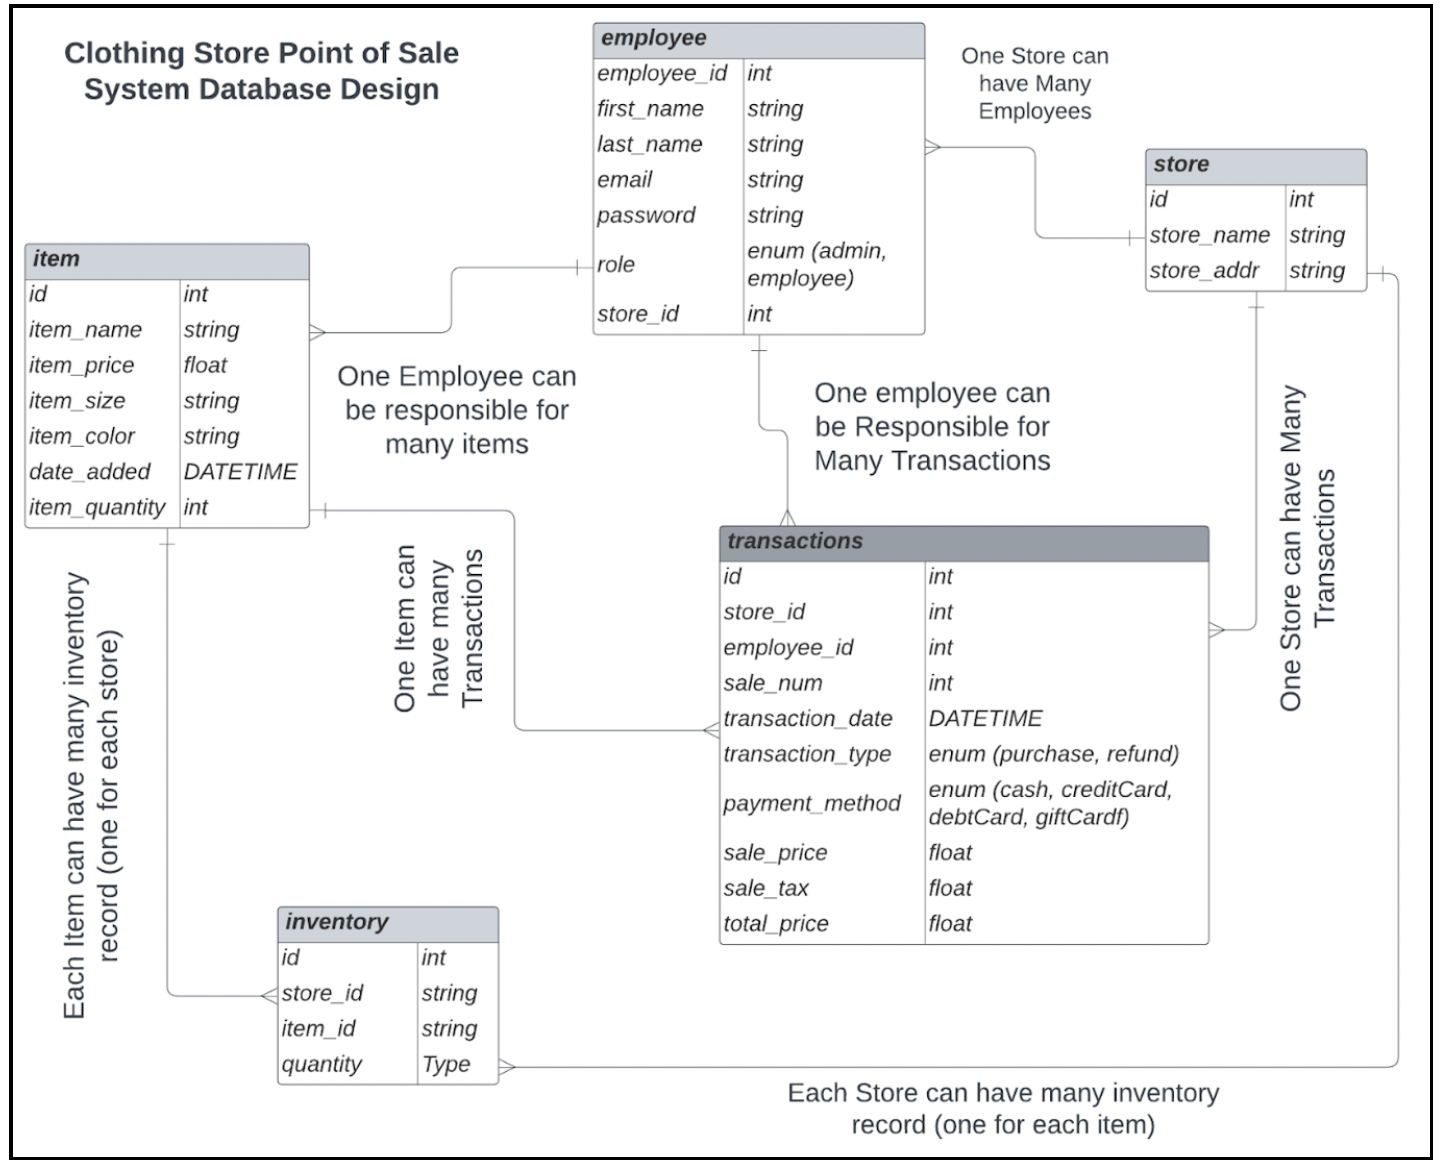 Clothing Store Point of Sale
System Database Design
employee
employee_id int
first_name string
last_name string
email string
password string
role enum (admin,
employee)
store_id int
One Store can
have Many
Employees
store
id int
store_name string
store_addr string
item
id int
item_name string
item_price float
item_size string
item_color string
date_added DATETIME
item_quantity int
One Employee can
be responsible for
many items
One employee can
be Responsible for
Many Transactions
One Store can have Many
Transactions
One Item can
have many
Transactions
Each Item can have many inventory
record (one for each store)
transactions
id int
store_id int
employee_id int
sale_num int
transaction_date DATETIME
transaction_type enum (purchase, refund)
payment_method enum (cash, creditCard,
debtCard, giftCardf)
sale_price float
sale_tax float
total_price float
inventory
id int
store_id string
item_id string
quantity Type
Each Store can have many inventory
record (one for each item)